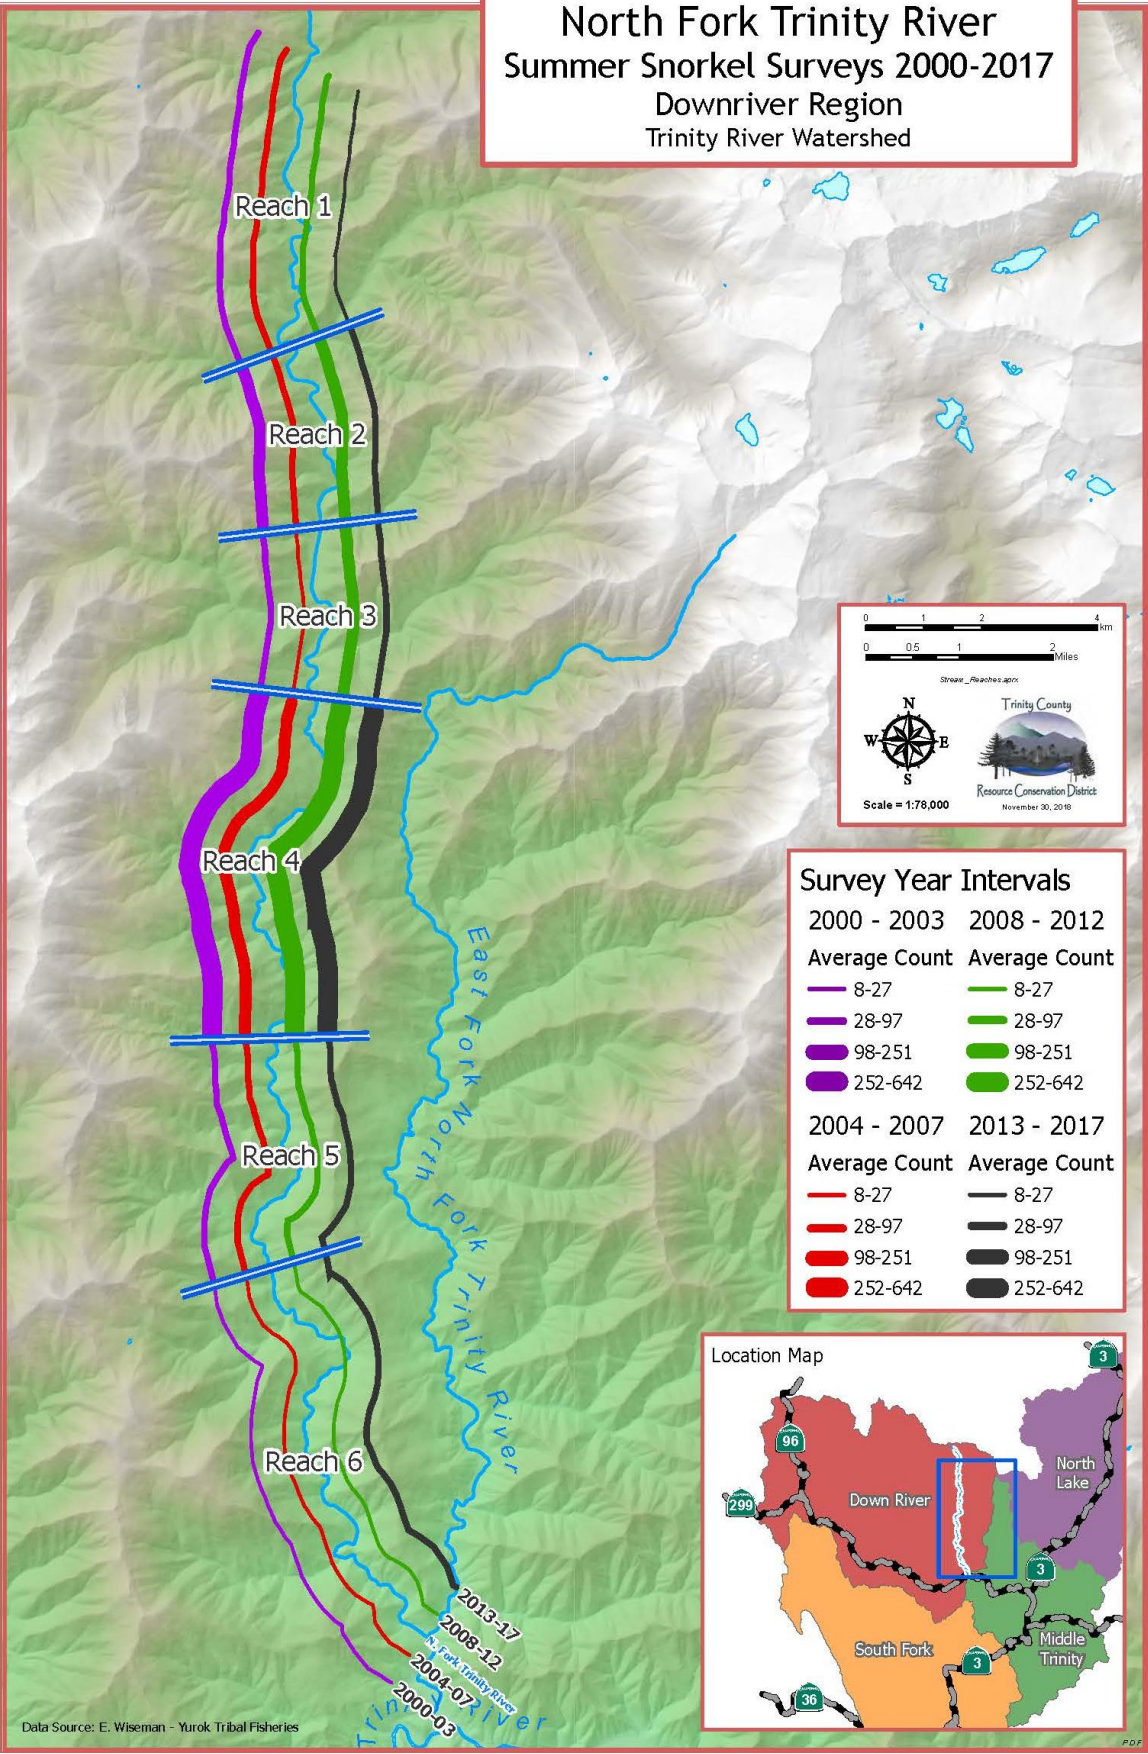 North Fork Trinity River
Summer Snorkel Surveys 2000-2017
Downriver Region
Trinity River Watershed
Reach 1
Reach 2
Reach 3
Reach 4
Reach 5
Reach 6
East Fork North Fork Trinity River
2013-17
2008-12
N. Fork Trinity River
2004-07
2000-03
Trin River
Data Source: E. Wiseman - Yurok Tribal Fisheries
0 1 2 4
km
0 0.5 1 2
Miles
Stream_Reaches.aprx
N
W E
S
Scale = 1:78,000
Trinity County
Resource Conservation District
November 30, 2018
Survey Year Intervals
2000 - 2003 2008 - 2012
Average Count Average Count
8-27 8-27
28-97 28-97
98-251 98-251
252-642 252-642
2004 - 2007 2013 - 2017
Average Count Average Count
8-27 8-27
28-97 28-97
98-251 98-251
252-642 252-642
Location Map
3
96
North
Lake
299
Down River
3
South Fork
Middle
Trinity
3
36
PDF